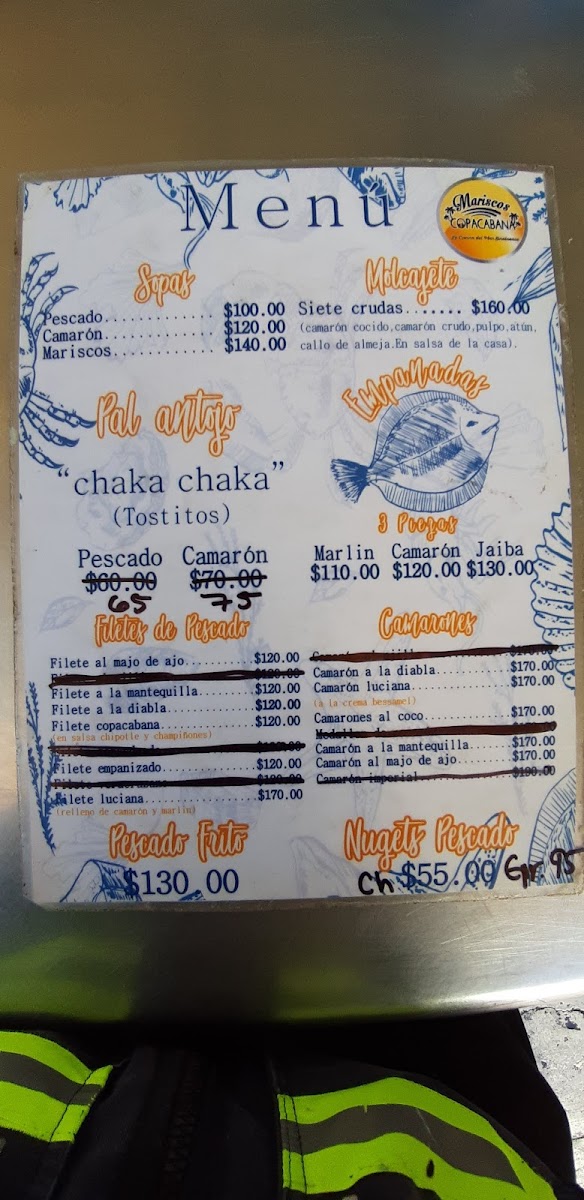 Menú
Mariscos
COPACABANA
Sopas
Pescado............... $100.00
Camarón.............. $120.00
Mariscos............. $140.00
Molcajete
Siete crudas....... $160.00
(camarón cocido,camarón crudo,pulpo,atún,
callo de almeja.En salsa de la casa).
Pal antojo
"chaka chaka"
(Tostitos)
Pescado Camarón
$60.00 $70.00
65 75
Empanadas
3 Piezas
Marlin Camarón Jaiba
$110.00 $120.00 $130.00
Filetes de Pescado
Filete al majo de ajo..........$120.00
Filete a la mantequilla........$120.00
Filete a la diabla.............$120.00
Filete copacabana..............$120.00
(en salsa chipotle y champiñones)
Filete empanizado..............$120.00
Filete luciana.................$170.00
(relleno de camarón y marlin)
Camarones
Camarón a la diabla............$170.00
Camarón luciana................$170.00
(a la crema bessamel)
Camarones al coco..............$170.00
Camarón a la mantequilla.......$170.00
Camarón al majo de ajo.........$170.00
Camarón imperial...............$190.00
Pescado Frito
$130.00
Nugets Pescado
Ch $55.00 Gr 95